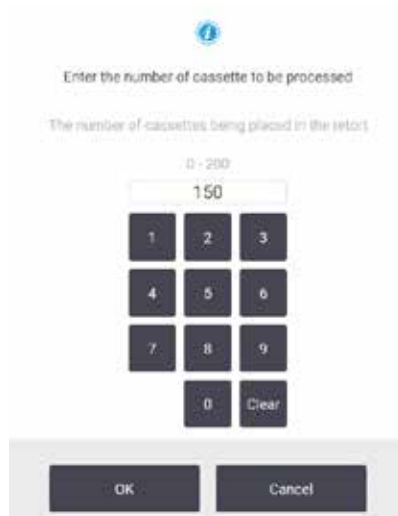 Enter the number of cassette to be processed
The number of cassettes being placed in the retort
0 - 200
150
1 2 3
4 5 6
7 8 9
0 Clear
OK Cancel